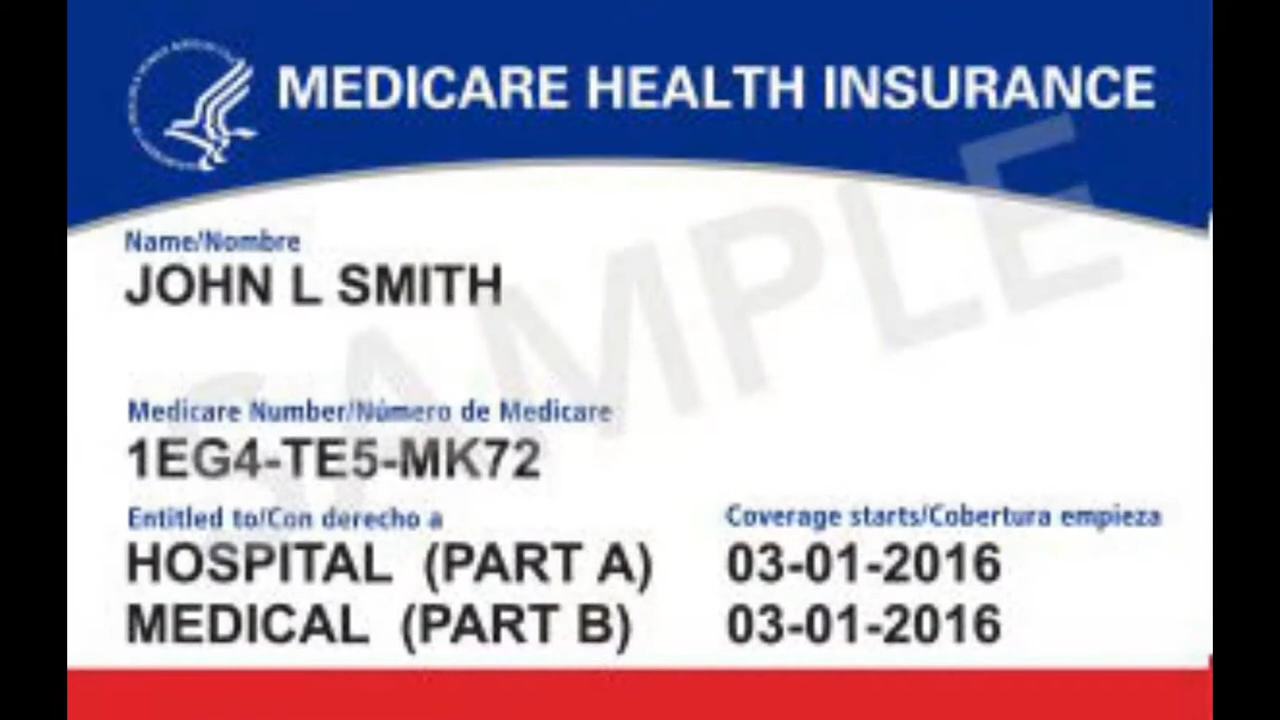 MEDICARE HEALTH INSURANCE
SAMPLE
Name/Nombre
JOHN L SMITH
Medicare Number/Número de Medicare
1EG4-TE5-MK72
Entitled to/Con derecho a
Coverage starts/Cobertura empieza
HOSPITAL (PART A) 03-01-2016
MEDICAL (PART B) 03-01-2016